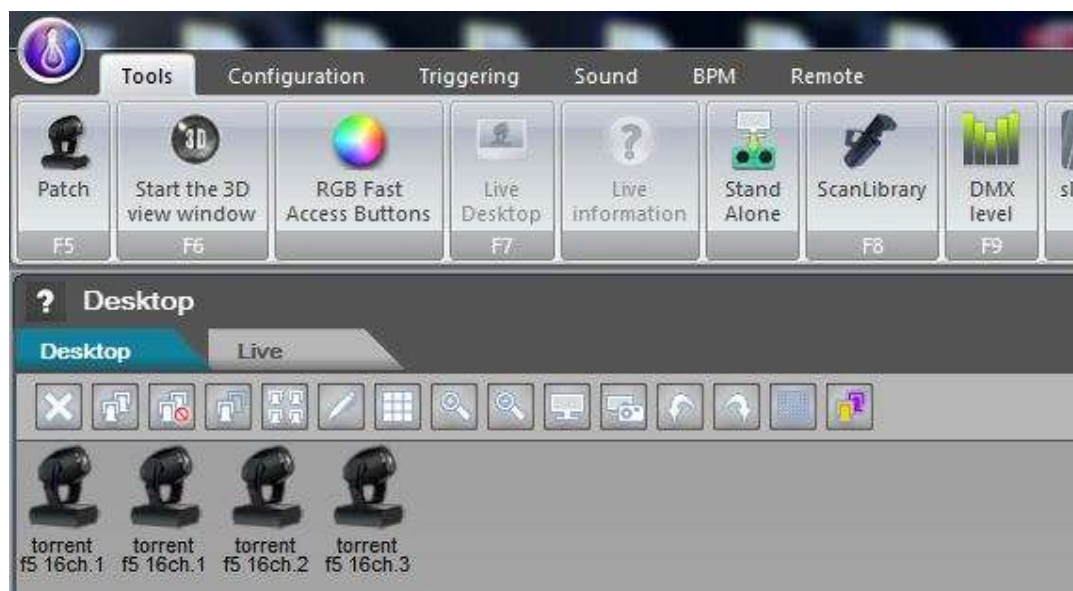 Tools Configuration Triggering Sound BPM Remote
3D
Patch
Start the 3D
view window
RGB Fast
Access Buttons
Live
Desktop
?
Live
information
Stand
Alone
ScanLibrary
DMX
level
F5 F6 F7 F8 F9
? Desktop
Desktop Live
torrent torrent torrent torrent
f5 16ch.1 f5 16ch.1 f5 16ch.2 f5 16ch.3